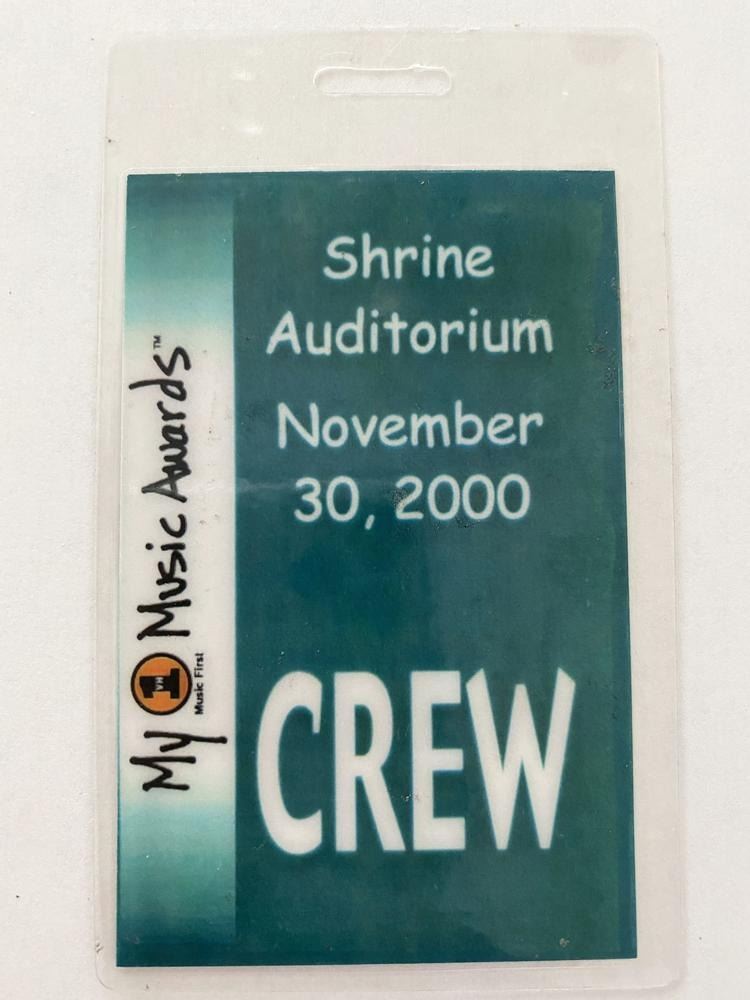 Shrine
Auditorium
November
30, 2000
CREW
My VH1 Music Awards™
Music First